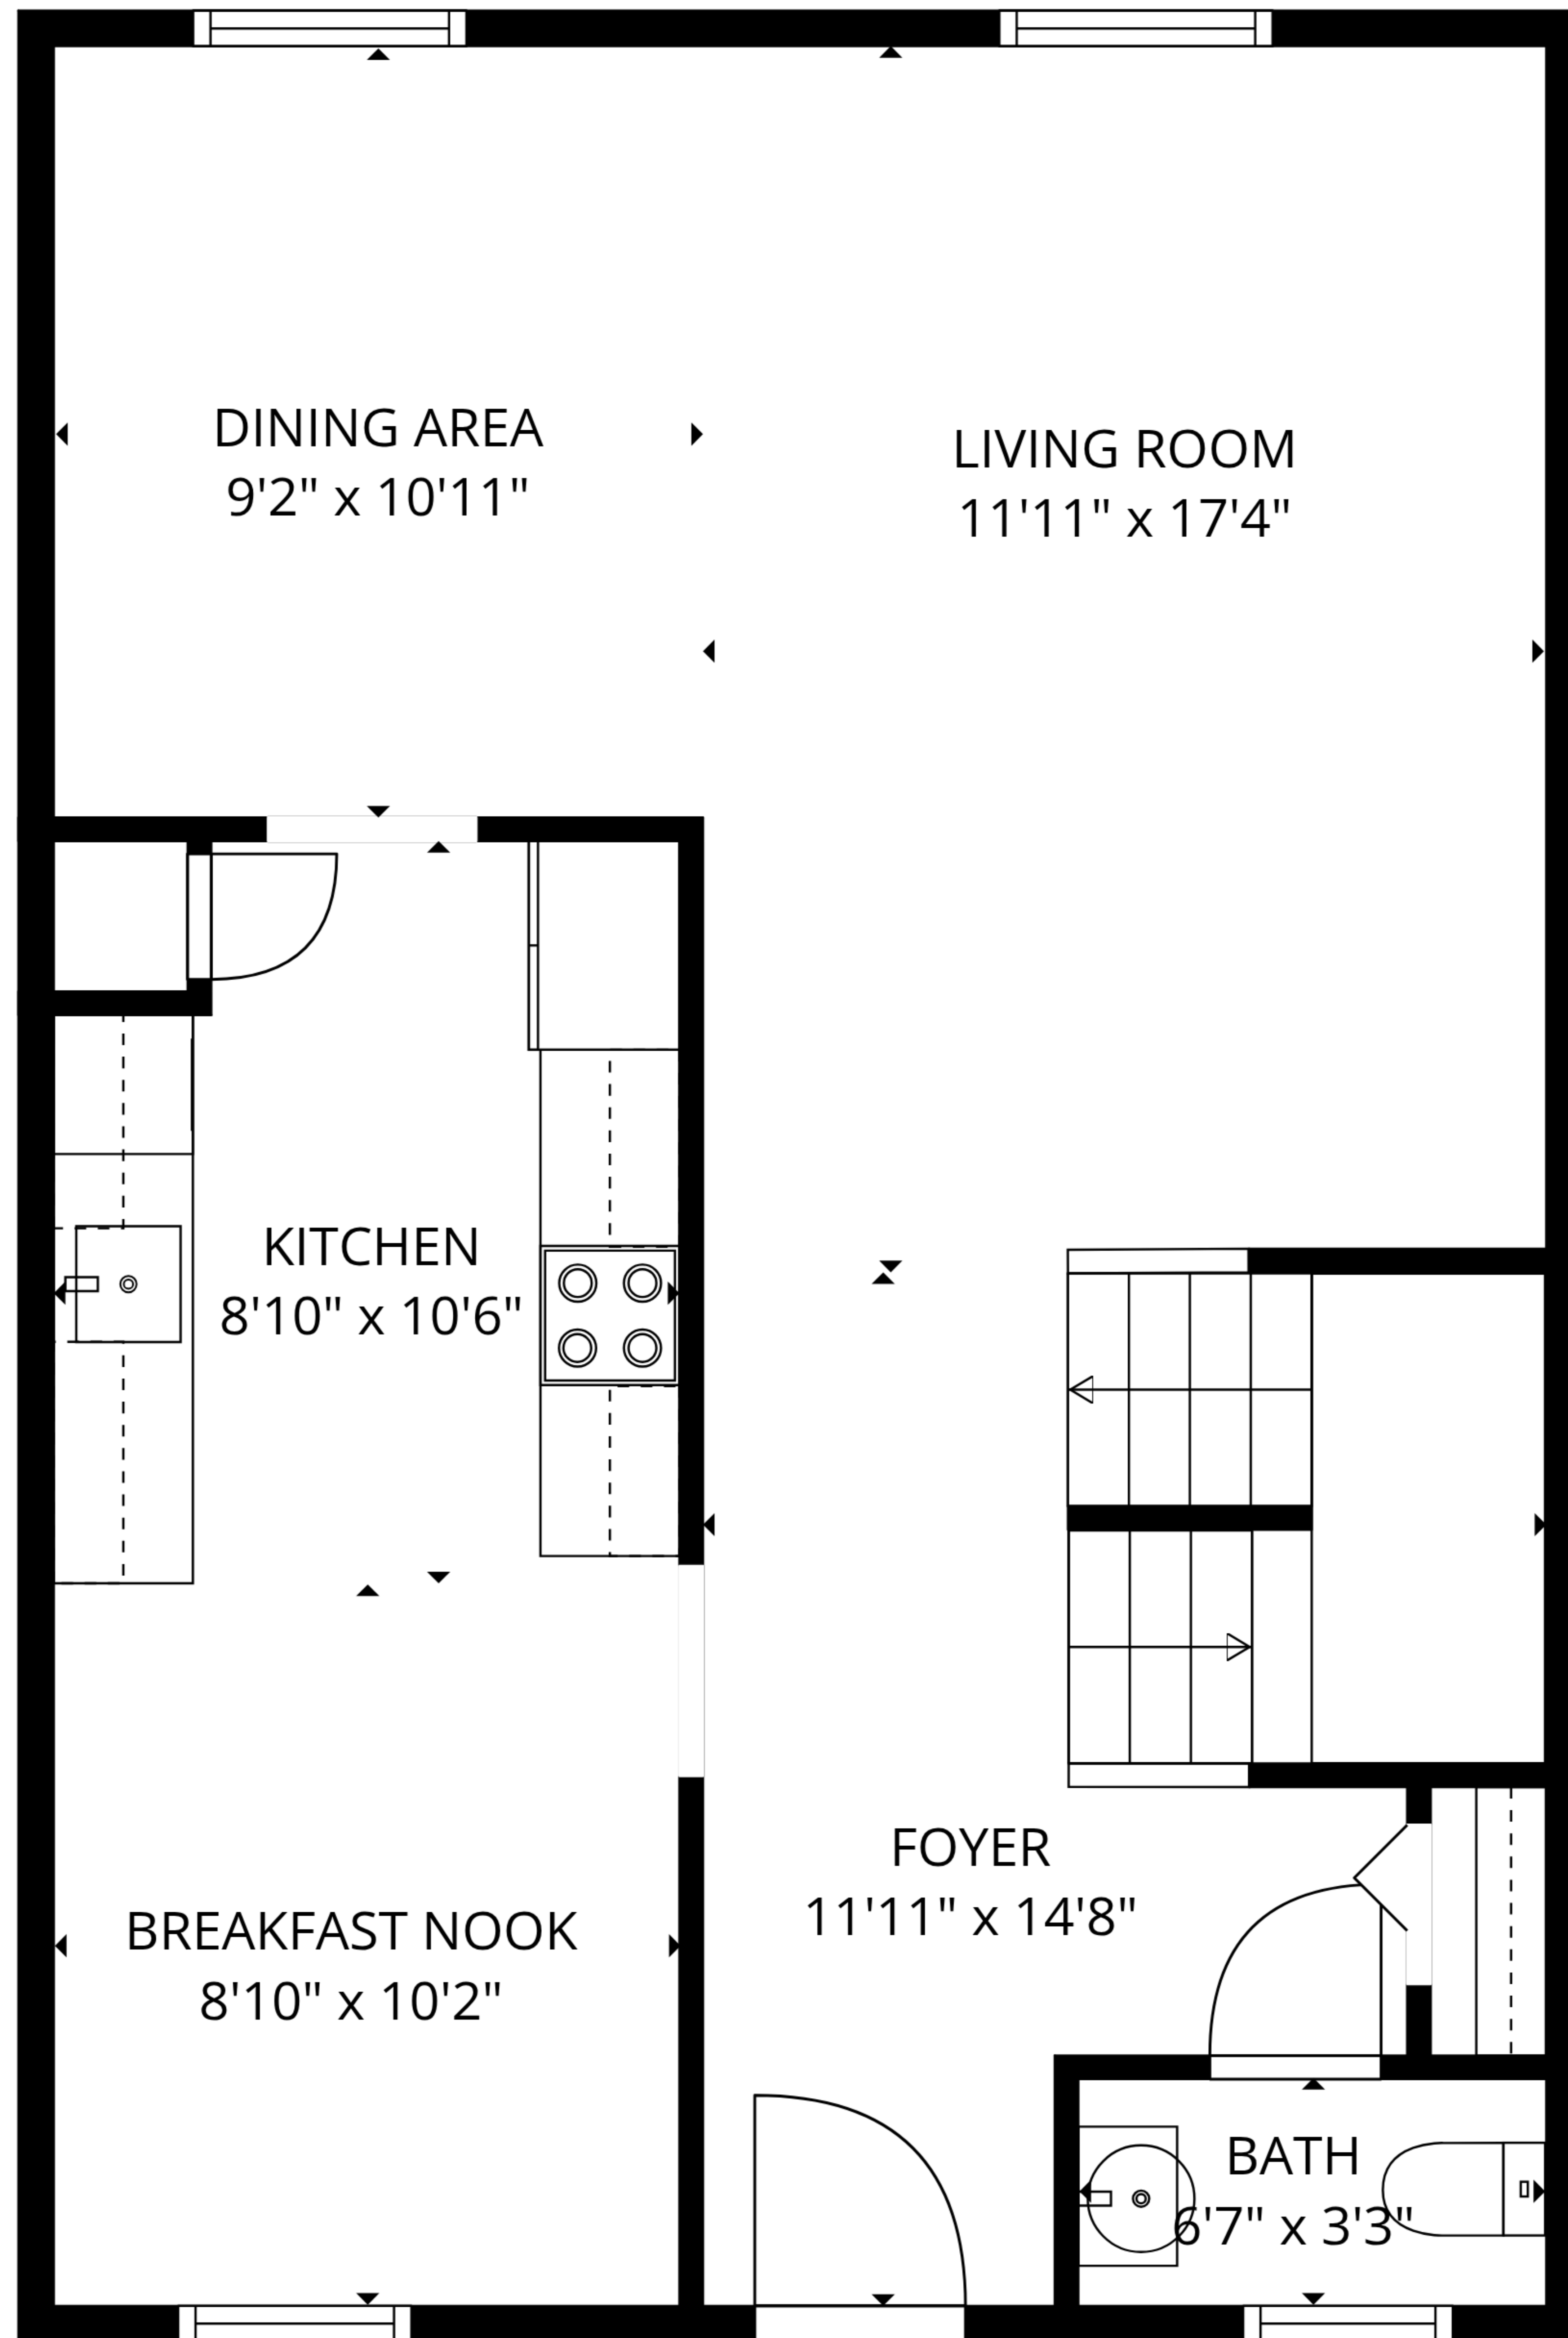 DINING AREA
9'2" x 10'11"
LIVING ROOM
11'11" x 17'4"
KITCHEN
8'10" x 10'6"
FOYER
11'11" x 14'8"
BREAKFAST NOOK
8'10" x 10'2"
BATH
6'7" x 3'3"